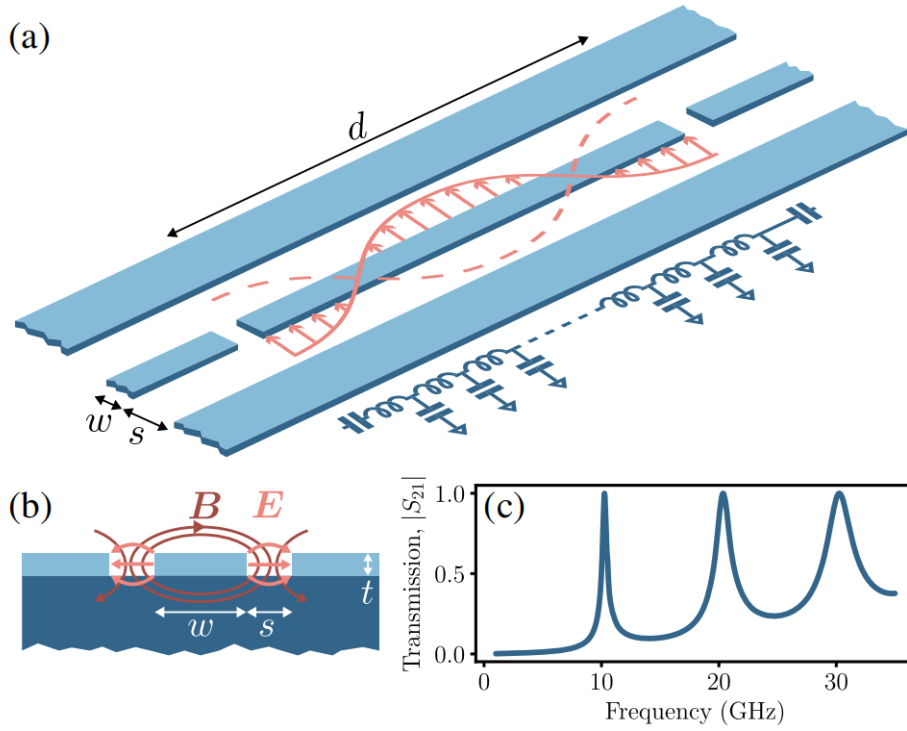 (a)
d
w
s
(b)
B
E
w
s
t
(c)
Transmission, |S₂₁|
1.0
0.5
0.0
0
10
20
30
Frequency (GHz)